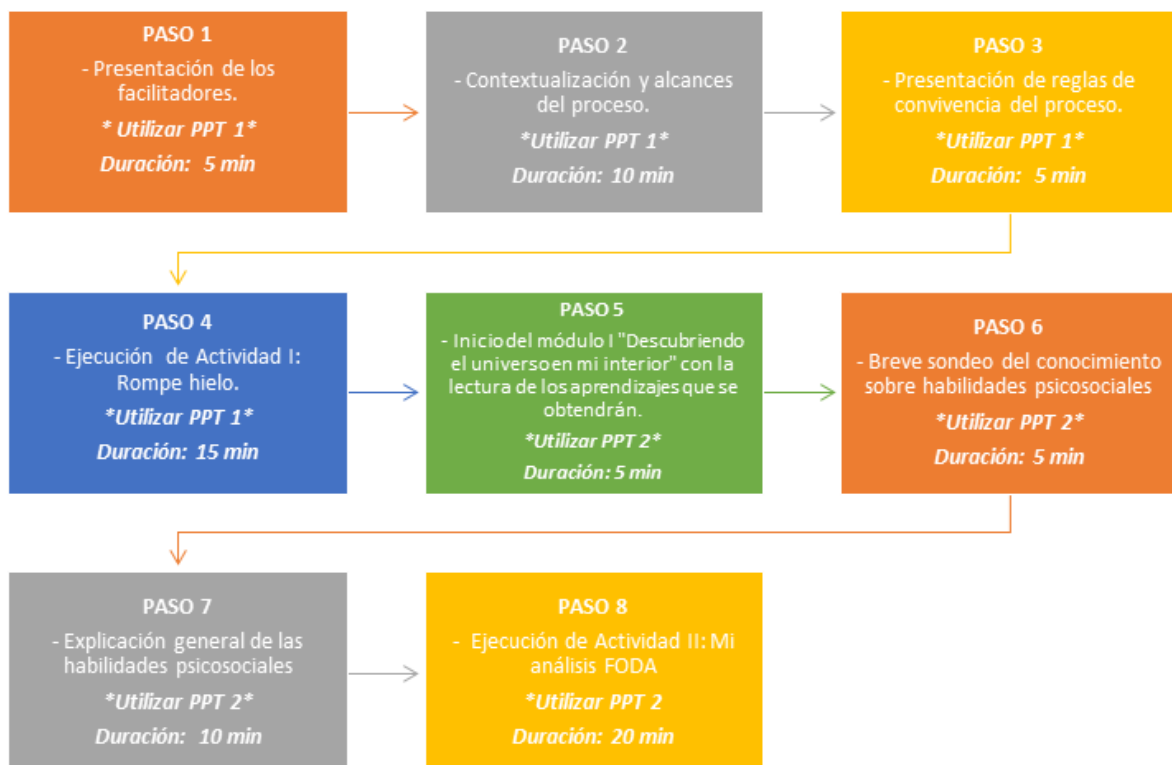 PASO 1
- Presentación de los
facilitadores.
* Utilizar PPT 1*
Duración: 5 min
PASO 2
- Contextualización y alcances
del proceso.
*Utilizar PPT 1*
Duración: 10 min
PASO 3
- Presentación de reglas de
convivencia del proceso.
*Utilizar PPT 1*
Duración: 5 min
PASO 4
- Ejecución de Actividad I:
Rompe hielo.
*Utilizar PPT 1*
Duración: 15 min
PASO 5
- Inicio del módulo I "Descubriendo
el universo en mi interior" con la
lectura de los aprendizajes que se
obtendrán.
*Utilizar PPT 2*
Duración: 5 min
PASO 6
- Breve sondeo del conocimiento
sobre habilidades psicosociales
*Utilizar PPT 2*
Duración: 5 min
PASO 7
- Explicación general de las
habilidades psicosociales
*Utilizar PPT 2*
Duración: 10 min
PASO 8
- Ejecución de Actividad II: Mi
análisis FODA
*Utilizar PPT 2
Duración: 20 min